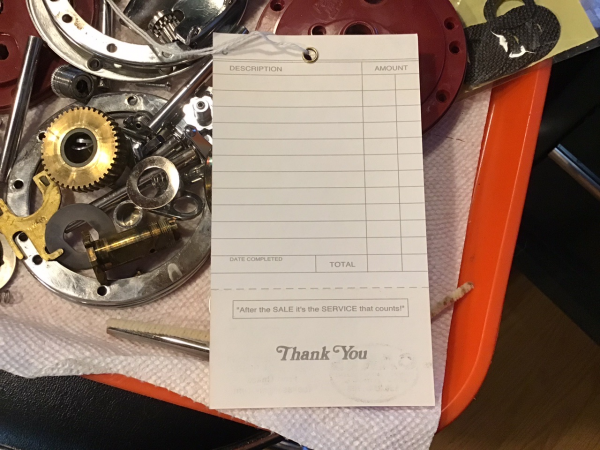 DESCRIPTION AMOUNT
DATE COMPLETED TOTAL
"After the SALE it's the SERVICE that counts!"
Thank You